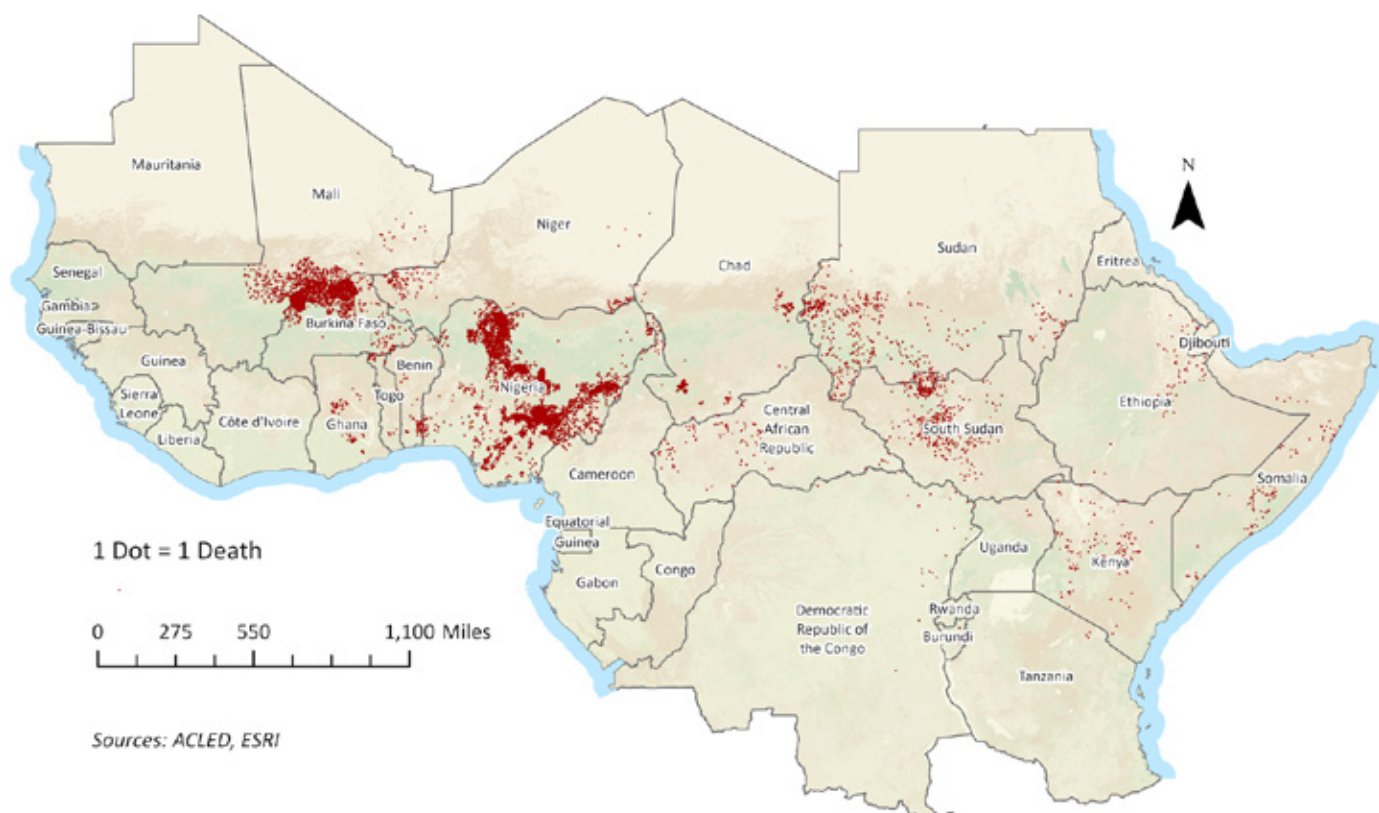 Mauritania
Mali
Niger
Chad
Sudan
Eritrea
Senegal
Gambia
Guinea-Bissau
Guinea
Sierra
Leone
Liberia
Côte d'Ivoire
Burkina Faso
Ghana
Togo
Benin
Nigeria
Cameroon
Central
African
Republic
South Sudan
Ethiopia
Djibouti
Somalia
Equatorial
Guinea
Gabon
Congo
Democratic
Republic of
the Congo
Uganda
Kenya
Rwanda
Burundi
Tanzania
N
1 Dot = 1 Death
0 275 550 1,100 Miles
Sources: ACLED, ESRI